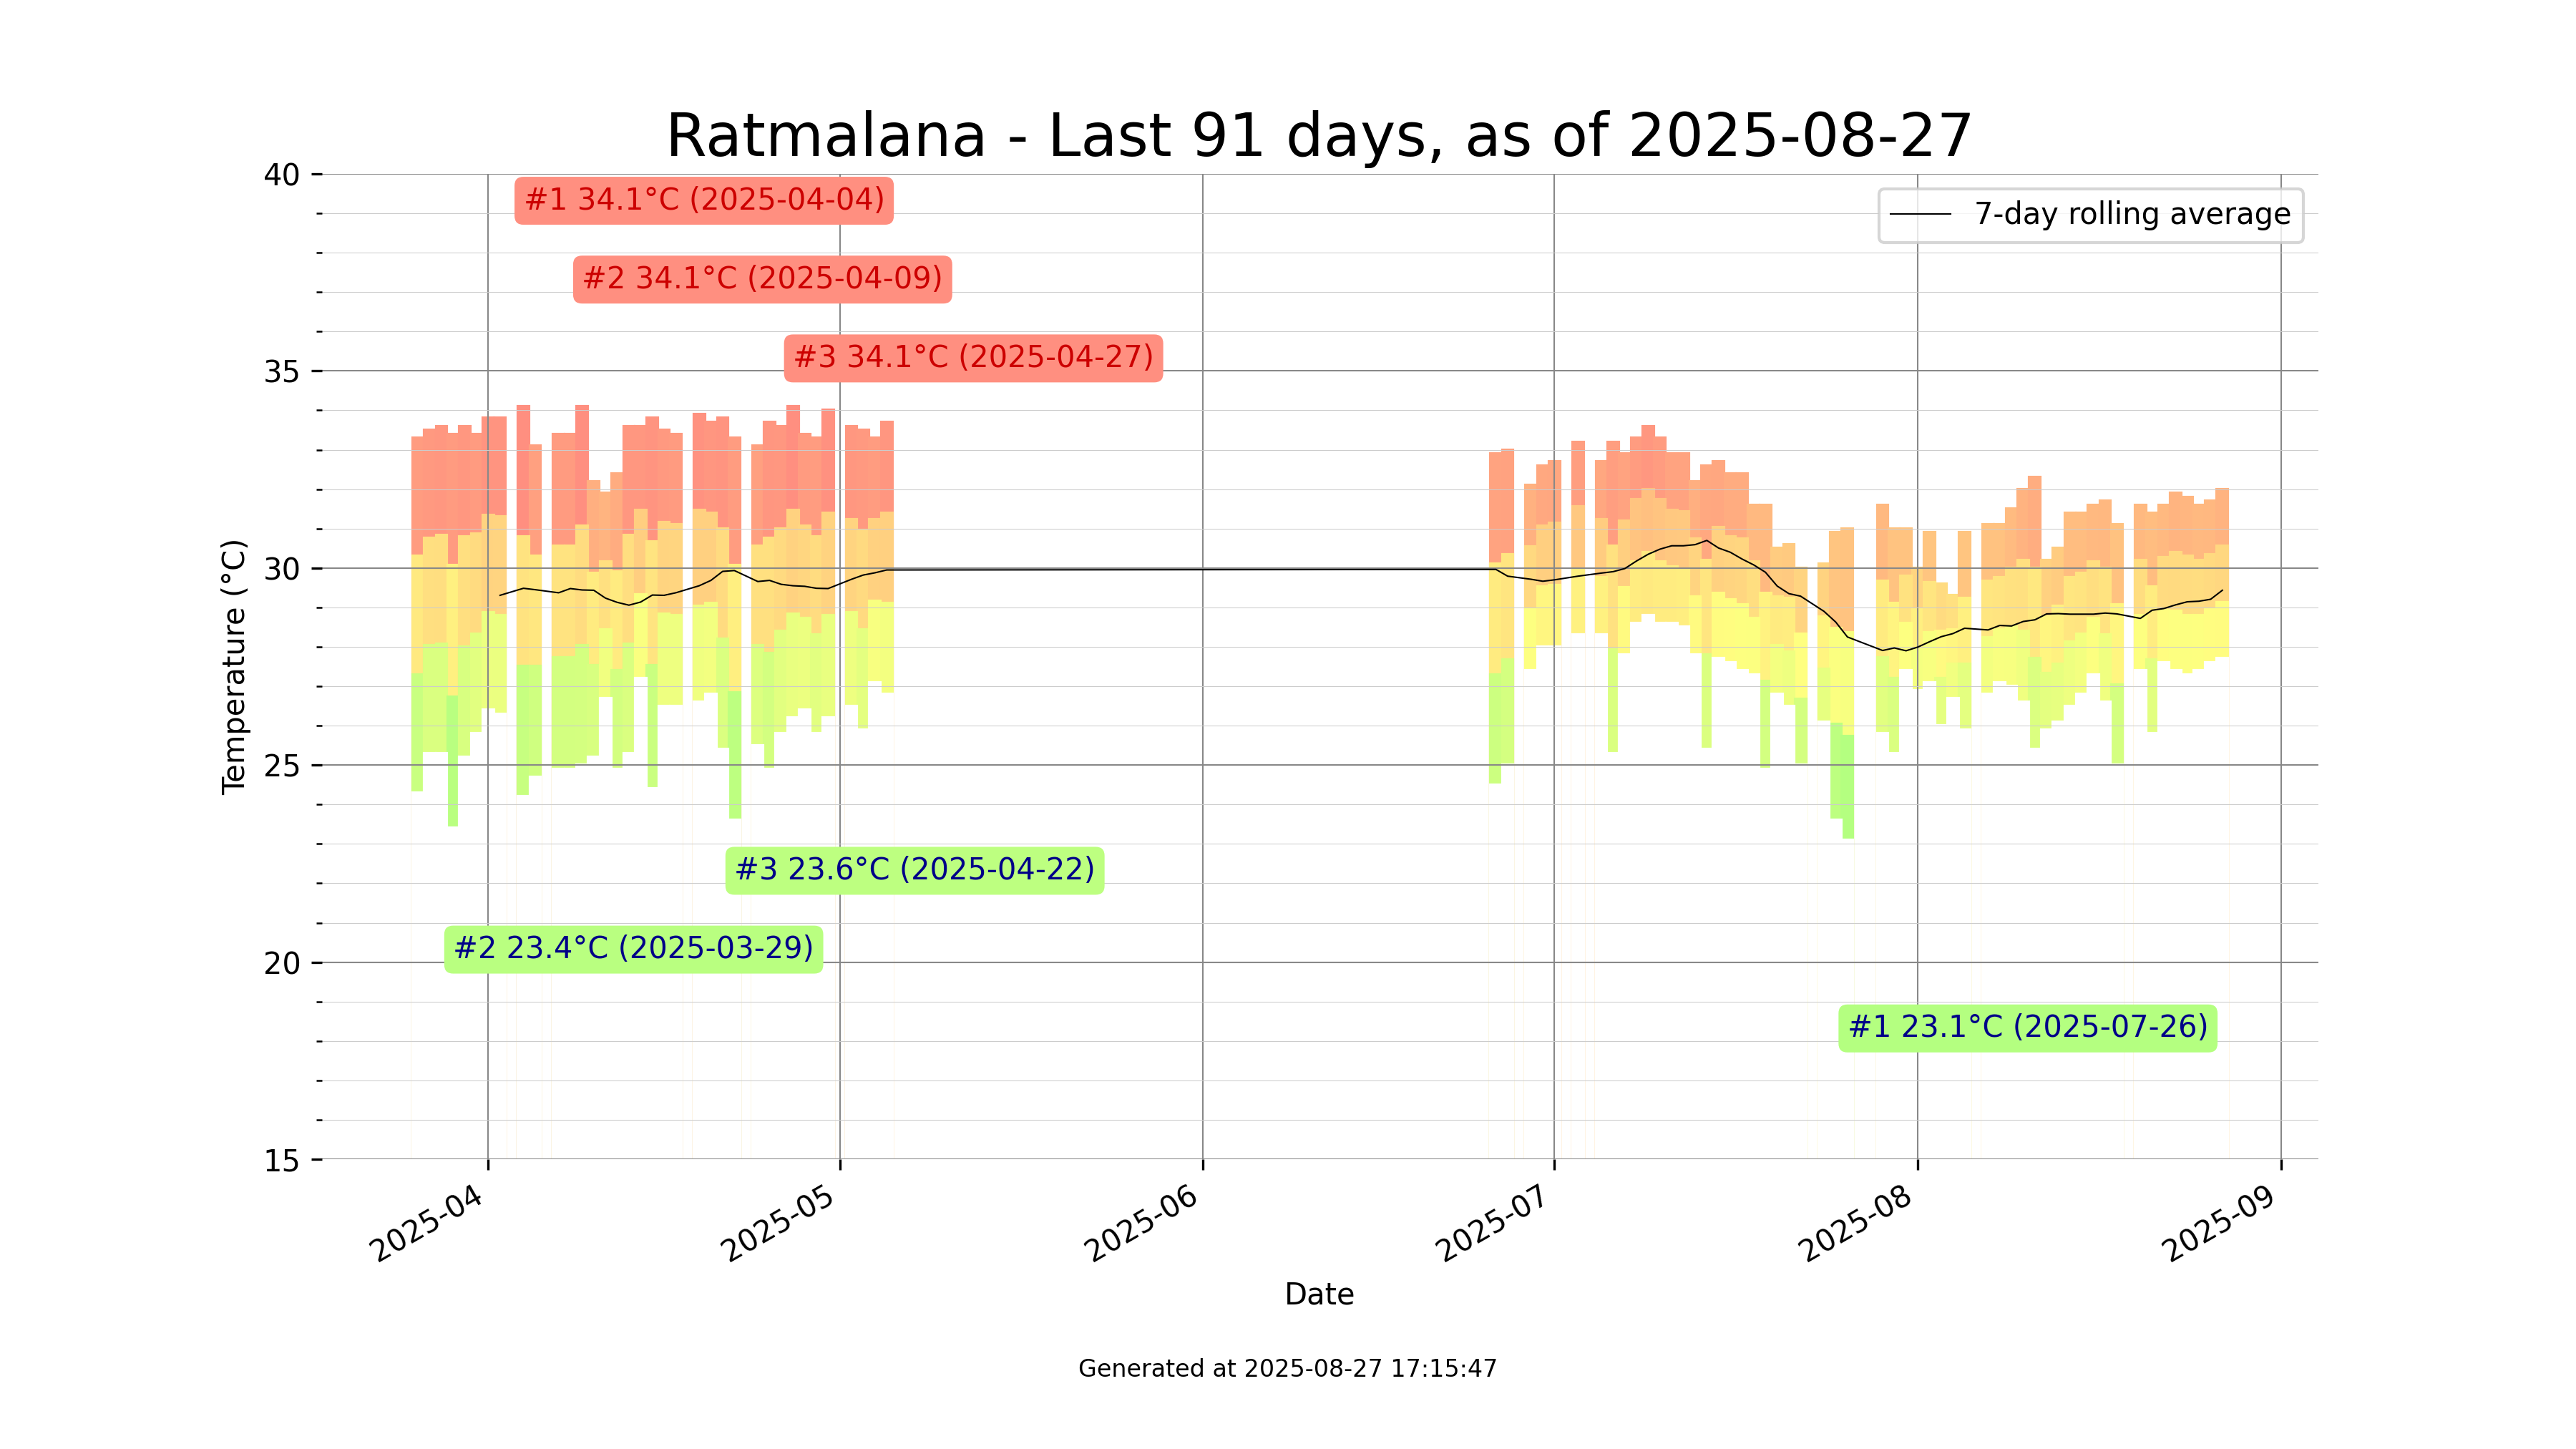 Ratmalana - Last 91 days, as of 2025-08-27
40
35
30
25
20
15
Temperature (°C)
#1 34.1°C (2025-04-04)
#2 34.1°C (2025-04-09)
#3 34.1°C (2025-04-27)
7-day rolling average
#3 23.6°C (2025-04-22)
#2 23.4°C (2025-03-29)
#1 23.1°C (2025-07-26)
2025-04
2025-05
2025-06
2025-07
2025-08
2025-09
Date
Generated at 2025-08-27 17:15:47